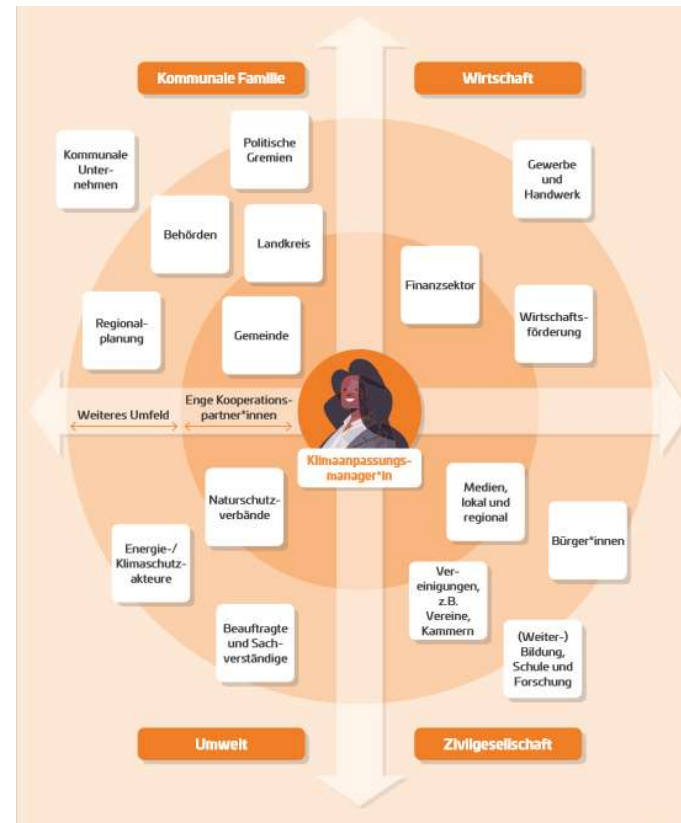 Kommunale Familie
Wirtschaft
Kommunale
Unter-
nehmen
Politische
Gremien
Gewerbe
und
Handwerk
Behörden
Landkreis
Finanzsektor
Regional-
planung
Gemeinde
Wirtschafts-
förderung
Weiteres Umfeld
Enge Kooperations-
partner*innen
Klimaanpassungs-
manager*in
Naturschutz-
verbände
Medien,
lokal und
regional
Bürger*innen
Energie-/
Klimaschutz-
akteure
Ver-
einigungen,
z.B.
Vereine,
Kammern
Beauftragte
und Sach-
verständige
(Weiter-)
Bildung,
Schule und
Forschung
Umwelt
Zivilgesellschaft